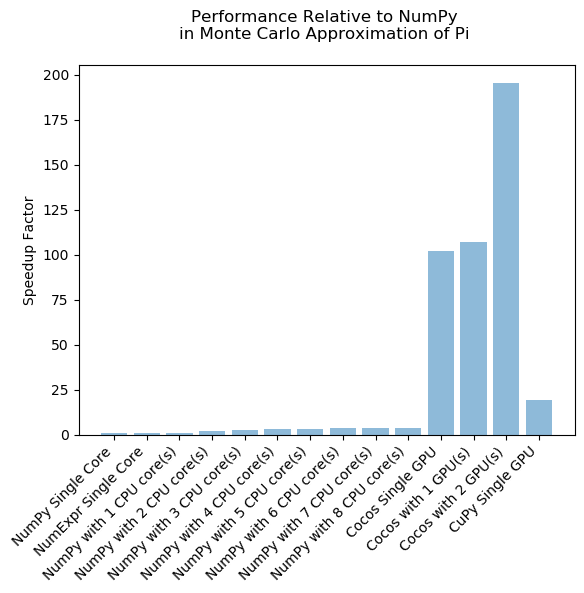 Performance Relative to NumPy
in Monte Carlo Approximation of Pi
Speedup Factor
200
175
150
125
100
75
50
25
0
NumPy Single Core
NumExpr Single Core
NumPy with 1 CPU core(s)
NumPy with 2 CPU core(s)
NumPy with 3 CPU core(s)
NumPy with 4 CPU core(s)
NumPy with 5 CPU core(s)
NumPy with 6 CPU core(s)
NumPy with 7 CPU core(s)
NumPy with 8 CPU core(s)
Cocos Single GPU
Cocos with 1 GPU(s)
Cocos with 2 GPU(s)
CuPy Single GPU